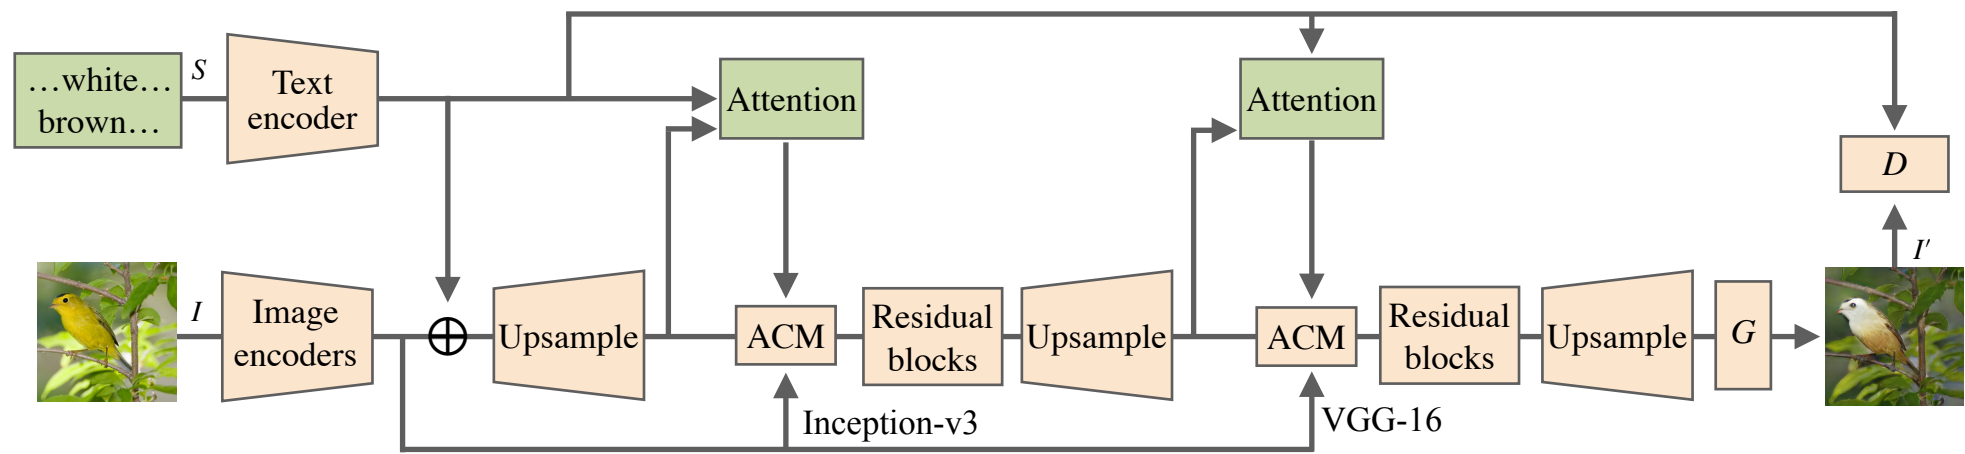 …white…
brown…
S
Text
encoder
Attention
Attention
D
I′
I
Image
encoders
Upsample
ACM
Residual
blocks
Upsample
ACM
Residual
blocks
Upsample
G
Inception-v3
VGG-16